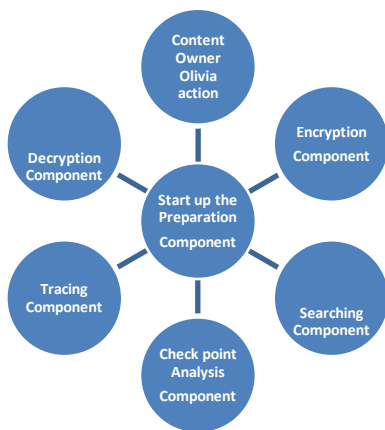 Content
Owner
Olivia
action
Encryption
Component
Decryption
Component
Start up the
Preparation
Component
Tracing
Component
Searching
Component
Check point
Analysis
Component